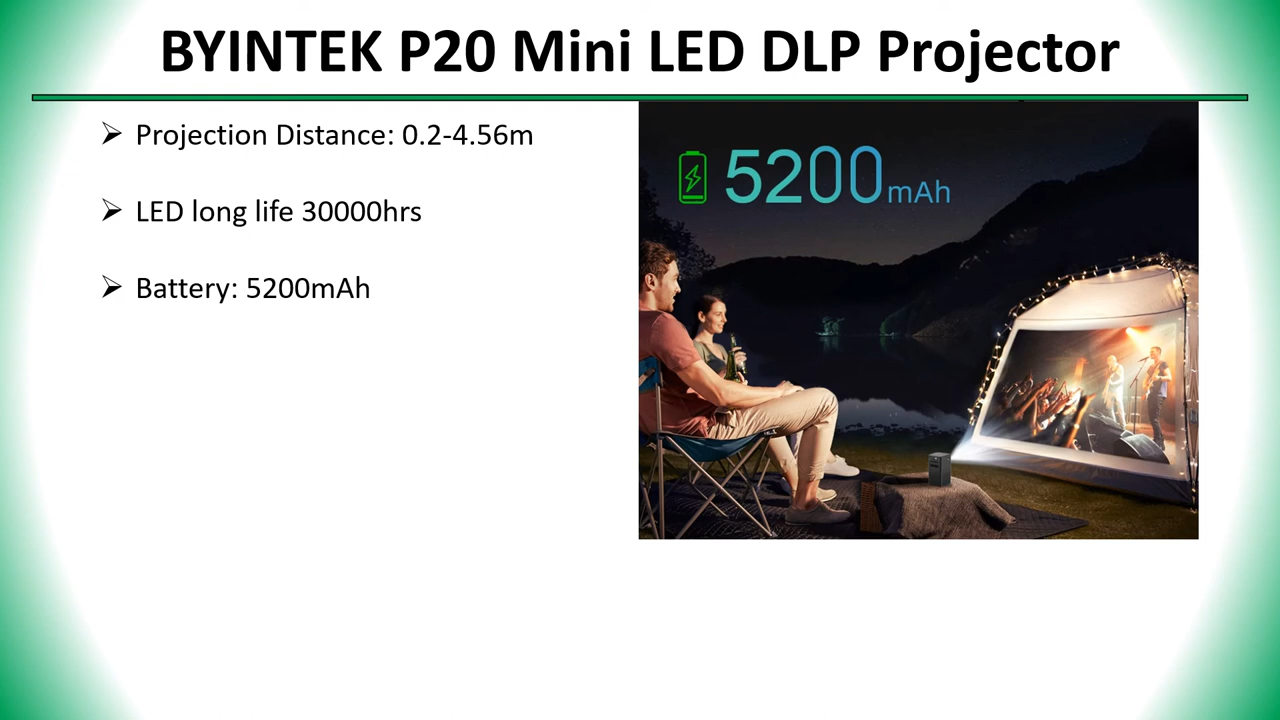 BYINTEK P20 Mini LED DLP Projector
Projection Distance: 0.2-4.56m
LED long life 30000hrs
Battery: 5200mAh
5200mAh